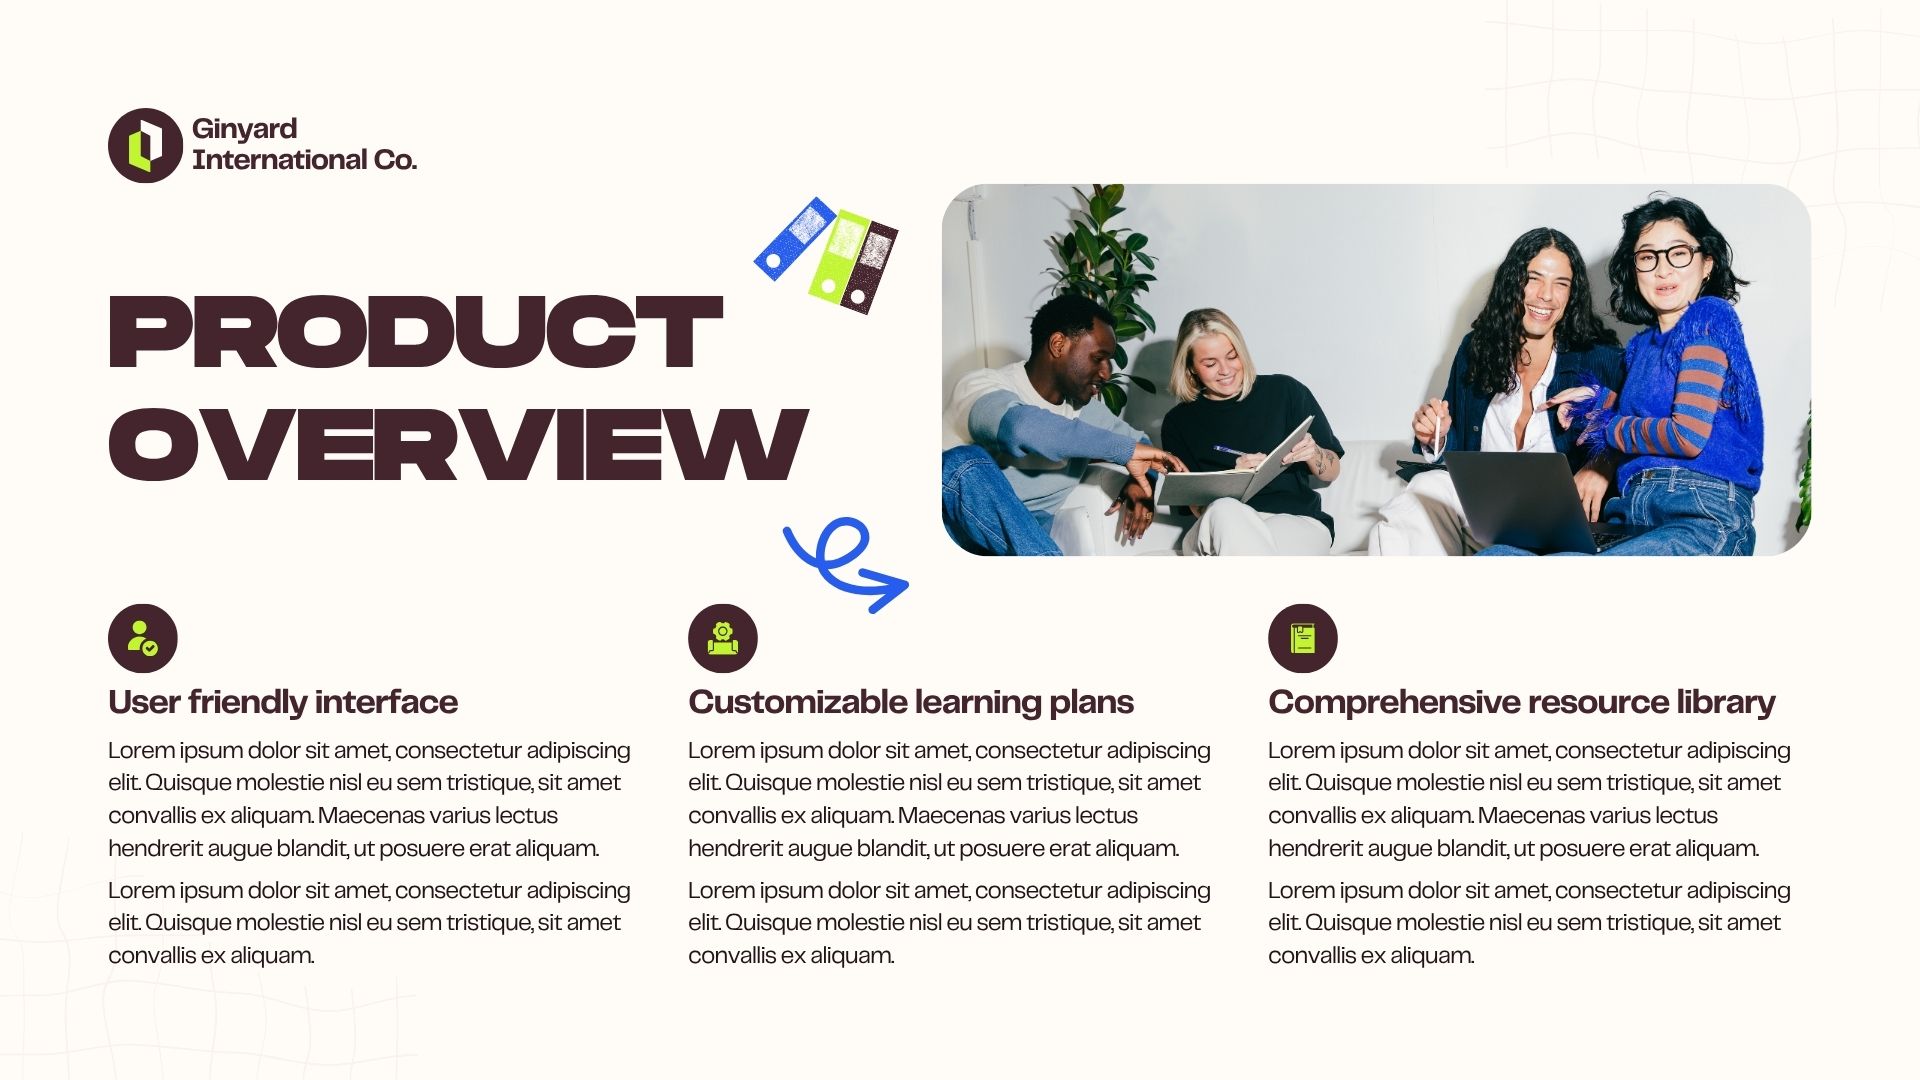 Ginyard
International Co.
PRODUCT
OVERVIEW
User friendly interface
Lorem ipsum dolor sit amet, consectetur adipiscing
elit. Quisque molestie nisl eu sem tristique, sit amet
convallis ex aliquam. Maecenas varius lectus
hendrerit augue blandit, ut posuere erat aliquam.
Lorem ipsum dolor sit amet, consectetur adipiscing
elit. Quisque molestie nisl eu sem tristique, sit amet
convallis ex aliquam.
Customizable learning plans
Lorem ipsum dolor sit amet, consectetur adipiscing
elit. Quisque molestie nisl eu sem tristique, sit amet
convallis ex aliquam. Maecenas varius lectus
hendrerit augue blandit, ut posuere erat aliquam.
Lorem ipsum dolor sit amet, consectetur adipiscing
elit. Quisque molestie nisl eu sem tristique, sit amet
convallis ex aliquam.
Comprehensive resource library
Lorem ipsum dolor sit amet, consectetur adipiscing
elit. Quisque molestie nisl eu sem tristique, sit amet
convallis ex aliquam. Maecenas varius lectus
hendrerit augue blandit, ut posuere erat aliquam.
Lorem ipsum dolor sit amet, consectetur adipiscing
elit. Quisque molestie nisl eu sem tristique, sit amet
convallis ex aliquam.